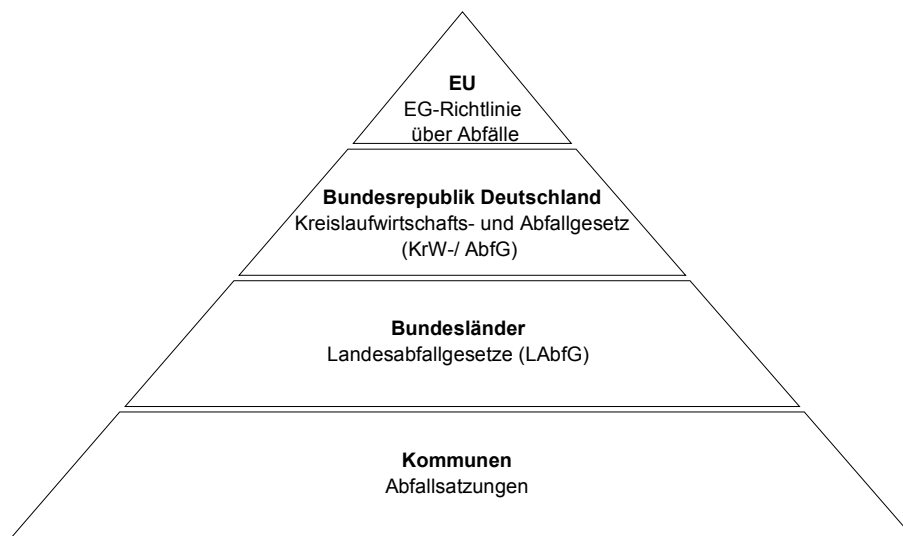 EU
EG-Richtlinie
über Abfälle
Bundesrepublik Deutschland
Kreislaufwirtschafts- und Abfallgesetz
(KrW-/ AbfG)
Bundesländer
Landesabfallgesetze (LAbfG)
Kommunen
Abfallsatzungen